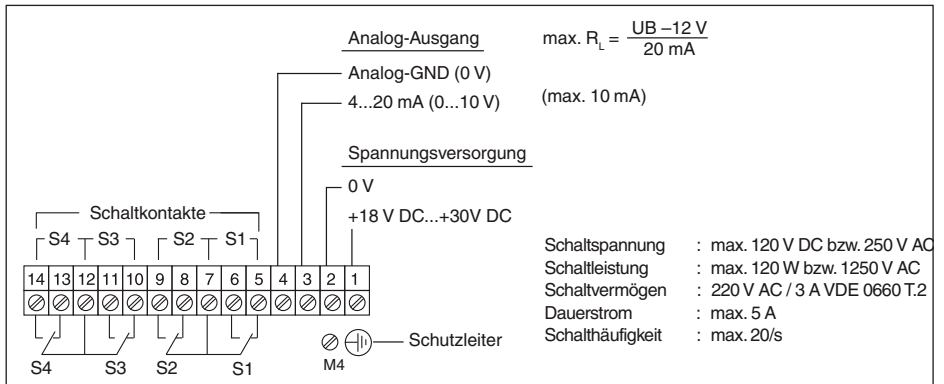 Analog-Ausgang
max. R_L = UB –12 V / 20 mA
Analog-GND (0 V)
4...20 mA (0...10 V)
(max. 10 mA)
Spannungsversorgung
0 V
+18 V DC...+30V DC
Schaltkontakte
S4 S3 S2 S1
14 13 12 11 10 9 8 7 6 5 4 3 2 1
S4 S3 S2 S1
M4
Schutzleiter
Schaltspannung : max. 120 V DC bzw. 250 V AC
Schaltleistung : max. 120 W bzw. 1250 V AC
Schaltvermögen : 220 V AC / 3 A VDE 0660 T.2
Dauerstrom : max. 5 A
Schalthäufigkeit : max. 20/s